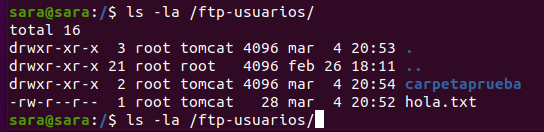 sara@sara:/$ ls -la /ftp-usuarios/
total 16
drwxr-xr-x  3 root tomcat 4096 mar  4 20:53 .
drwxr-xr-x 21 root root   4096 feb 26 18:11 ..
drwxr-xr-x  2 root tomcat 4096 mar  4 20:54 carpetaprueba
-rw-r--r--  1 root tomcat   28 mar  4 20:52 hola.txt
sara@sara:/$ ls -la /ftp-usuarios/